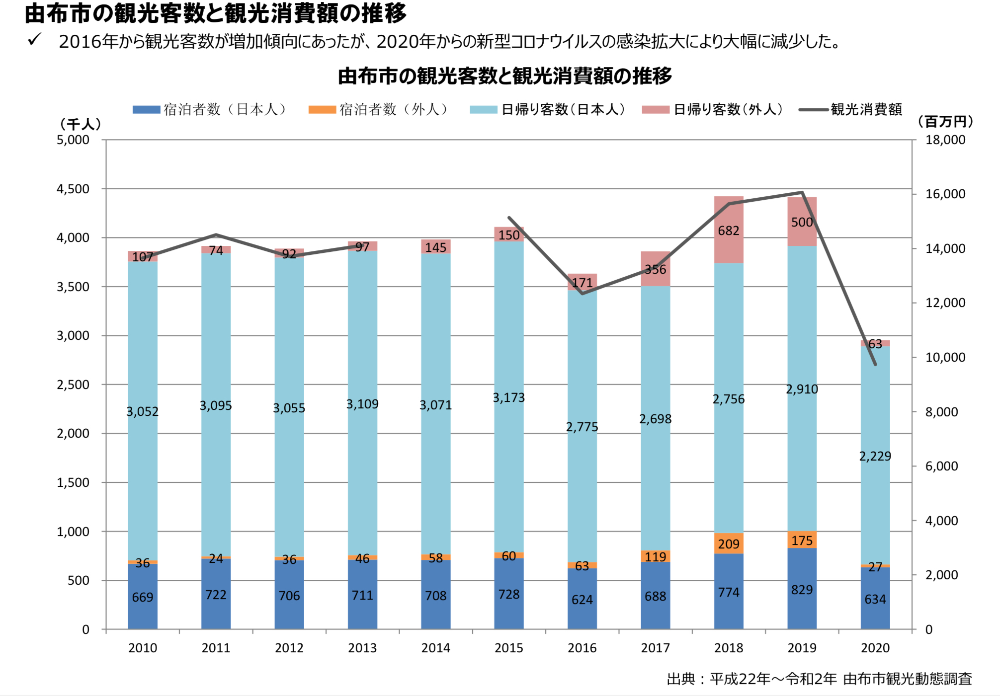 由布市の観光客数と観光消費額の推移
✓ 2016年から観光客数が増加傾向にあったが、2020年からの新型コロナウイルスの感染拡大により大幅に減少した。
由布市の観光客数と観光消費額の推移
宿泊者数（日本人） 宿泊者数（外人） 日帰り客数（日本人） 日帰り客数（外人） 観光消費額
（千人） （百万円）
5,000 18,000
4,500 16,000
4,000 14,000
3,500 12,000
3,000 10,000
2,500 8,000
2,000 6,000
1,500 4,000
1,000 2,000
500 0
0
107 74 92 97 145 150 171 356 682 500 63
3,052 3,095 3,055 3,109 3,071 3,173 2,775 2,698 2,756 2,910 2,229
36 24 36 46 58 60 63 119 209 175 27
669 722 706 711 708 728 624 688 774 829 634
2010 2011 2012 2013 2014 2015 2016 2017 2018 2019 2020
出典：平成22年～令和2年 由布市観光動態調査